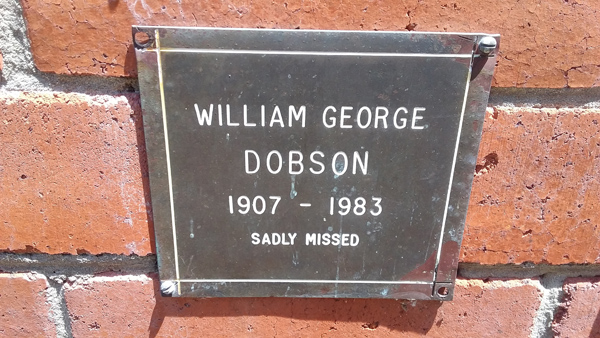 WILLIAM GEORGE
DOBSON
1907 - 1983
SADLY MISSED